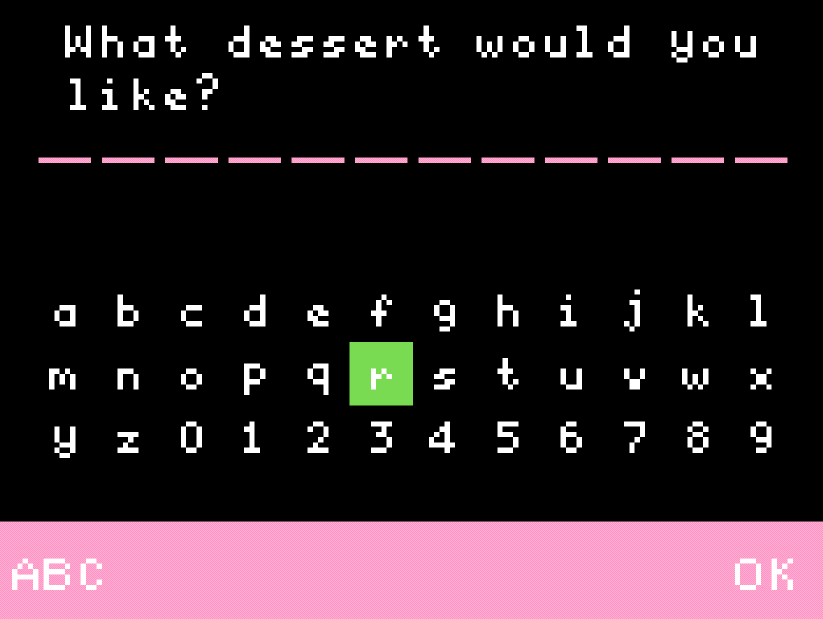 What dessert would you
like?
a b c d e f g h i j k l
m n o p q r s t u v w x
y z 0 1 2 3 4 5 6 7 8 9
ABC OK